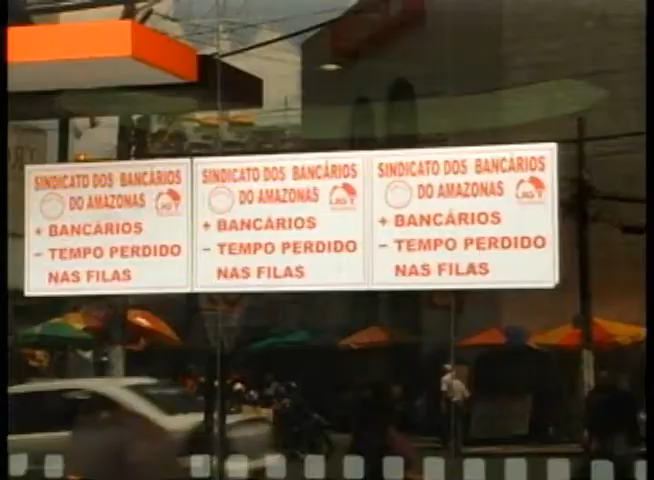 SINDICATO DOS BANCÁRIOS
DO AMAZONAS
+ BANCÁRIOS
- TEMPO PERDIDO
NAS FILAS
SINDICATO DOS BANCÁRIOS
DO AMAZONAS
+ BANCÁRIOS
- TEMPO PERDIDO
NAS FILAS
SINDICATO DOS BANCÁRIOS
DO AMAZONAS
+ BANCÁRIOS
- TEMPO PERDIDO
NAS FILAS